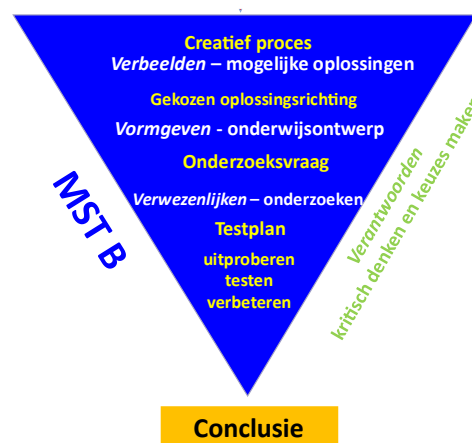 Creatief proces
Verbeelden – mogelijke oplossingen
Gekozen oplossingsrichting
Vormgeven - onderwijsontwerp
Onderzoeksvraag
Verwezenlijken – onderzoeken
Testplan
uitproberen
testen
verbeteren
MST B
Verantwoorden
kritisch denken en keuzes maken
Conclusie